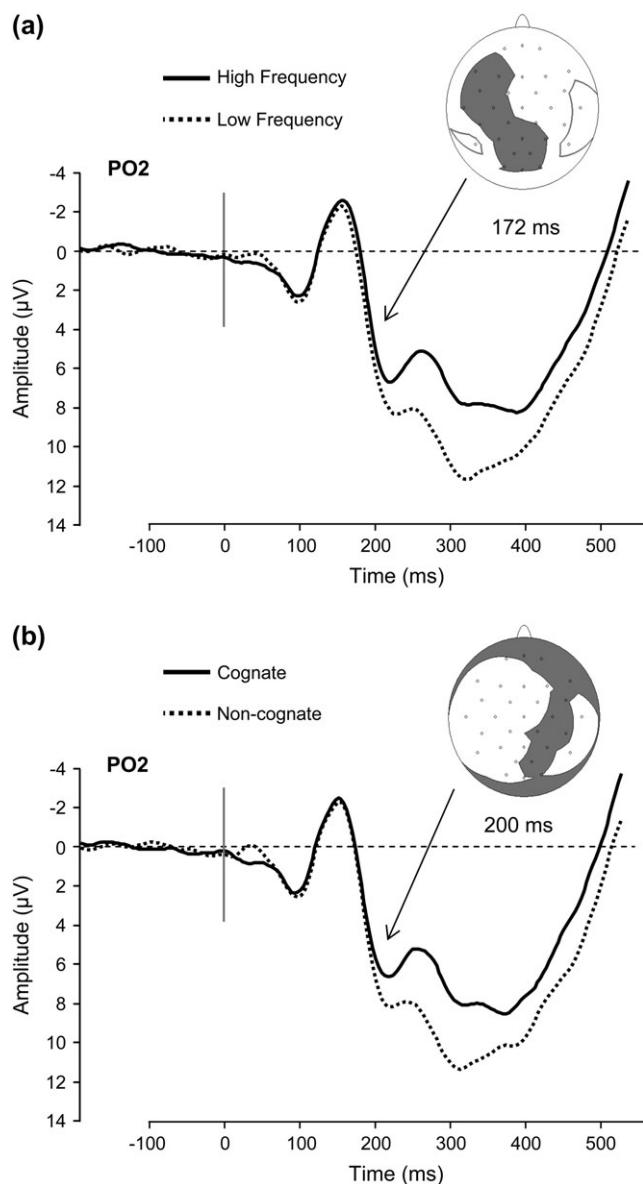 (a)
High Frequency
Low Frequency
PO2
172 ms
-4
-2
0
2
4
6
8
10
12
14
Amplitude (µV)
-100 0 100 200 300 400 500
Time (ms)
(b)
Cognate
Non-cognate
PO2
200 ms
-4
-2
0
2
4
6
8
10
12
14
Amplitude (µV)
-100 0 100 200 300 400 500
Time (ms)